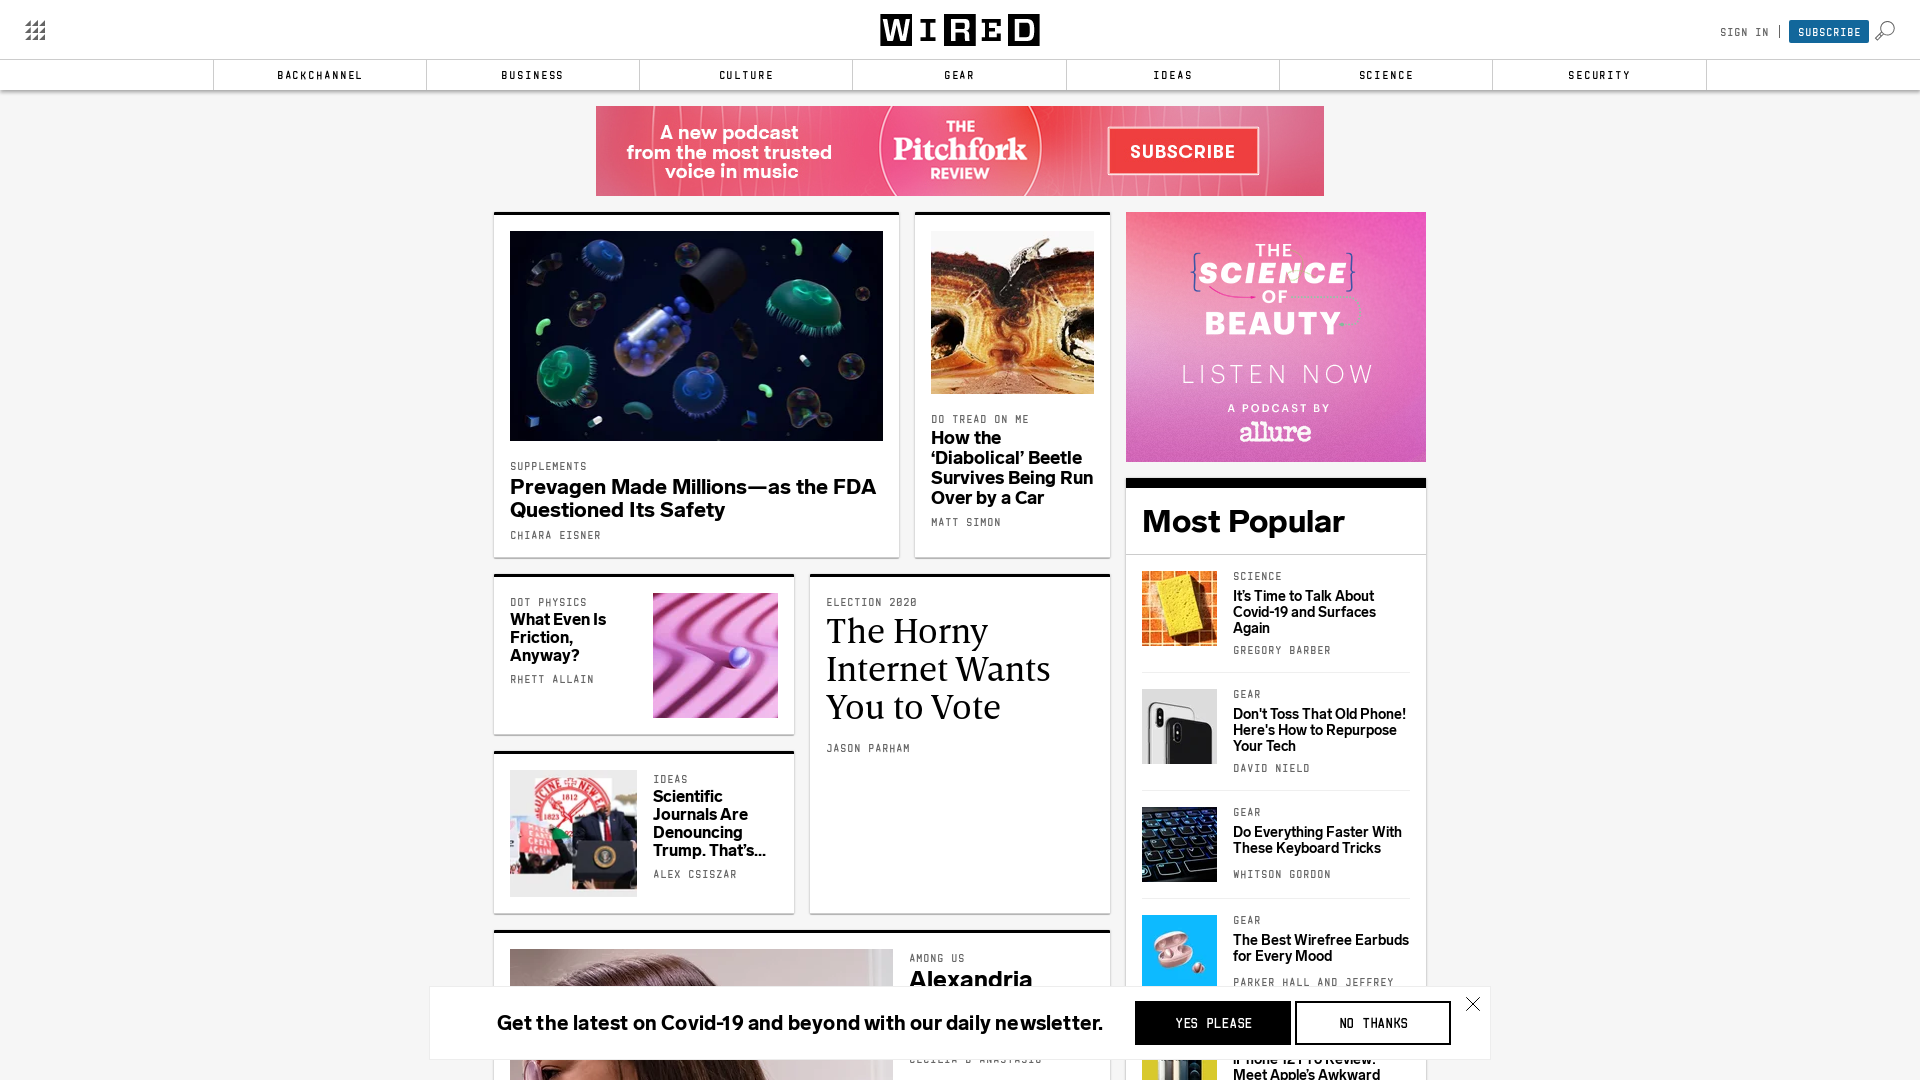 WIRED
SIGN IN
SUBSCRIBE
BACKCHANNEL
BUSINESS
CULTURE
GEAR
IDEAS
SCIENCE
SECURITY
A new podcast
from the most trusted
voice in music
THE
Pitchfork
REVIEW
SUBSCRIBE
SUPPLEMENTS
Prevagen Made Millions—as the FDA
Questioned Its Safety
CHIARA EISNER
DO TREAD ON ME
How the
‘Diabolical’ Beetle
Survives Being Run
Over by a Car
MATT SIMON
THE
{SCIENCE}
OF
BEAUTY
LISTEN NOW
A PODCAST BY
allure
DOT PHYSICS
What Even Is
Friction,
Anyway?
RHETT ALLAIN
ELECTION 2020
The Horny
Internet Wants
You to Vote
JASON PARHAM
IDEAS
Scientific
Journals Are
Denouncing
Trump. That’s...
ALEX CSISZAR
1812
1823
AMONG US
Alexandria
Most Popular
SCIENCE
It’s Time to Talk About
Covid-19 and Surfaces
Again
GREGORY BARBER
GEAR
Don't Toss That Old Phone!
Here's How to Repurpose
Your Tech
DAVID NIELD
GEAR
Do Everything Faster With
These Keyboard Tricks
WHITSON GORDON
GEAR
The Best Wirefree Earbuds
for Every Mood
PARKER HALL AND JEFFREY
iPhone 12 Pro Review:
Meet Apple’s Awkward
Get the latest on Covid-19 and beyond with our daily newsletter.
YES PLEASE
NO THANKS